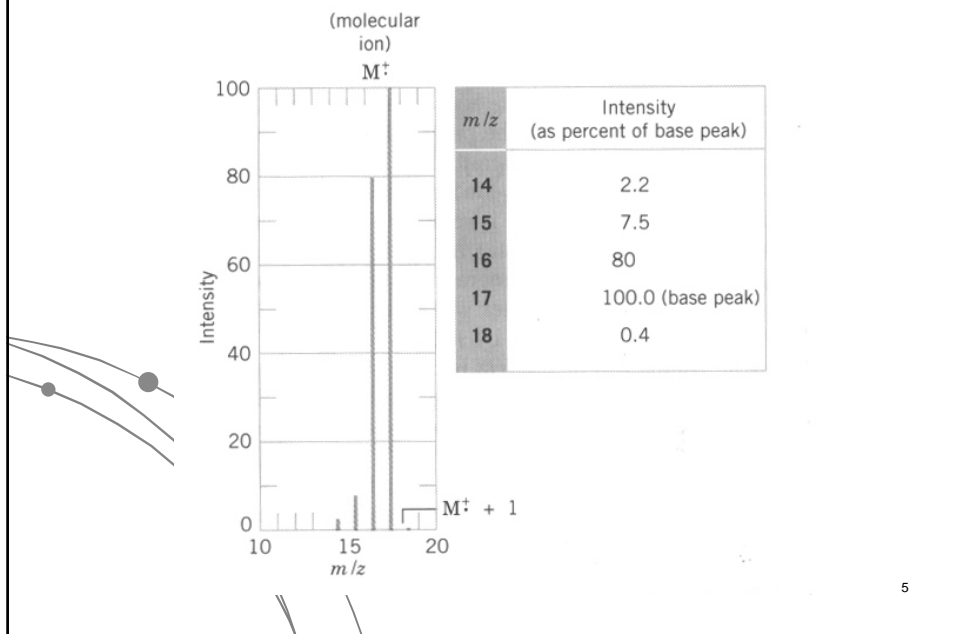 (molecular
ion)
M⁺̣
100
80
60
40
20
0
Intensity
10 15 20
m/z
M⁺̣ + 1
m/z Intensity
(as percent of base peak)
14 2.2
15 7.5
16 80
17 100.0 (base peak)
18 0.4
5